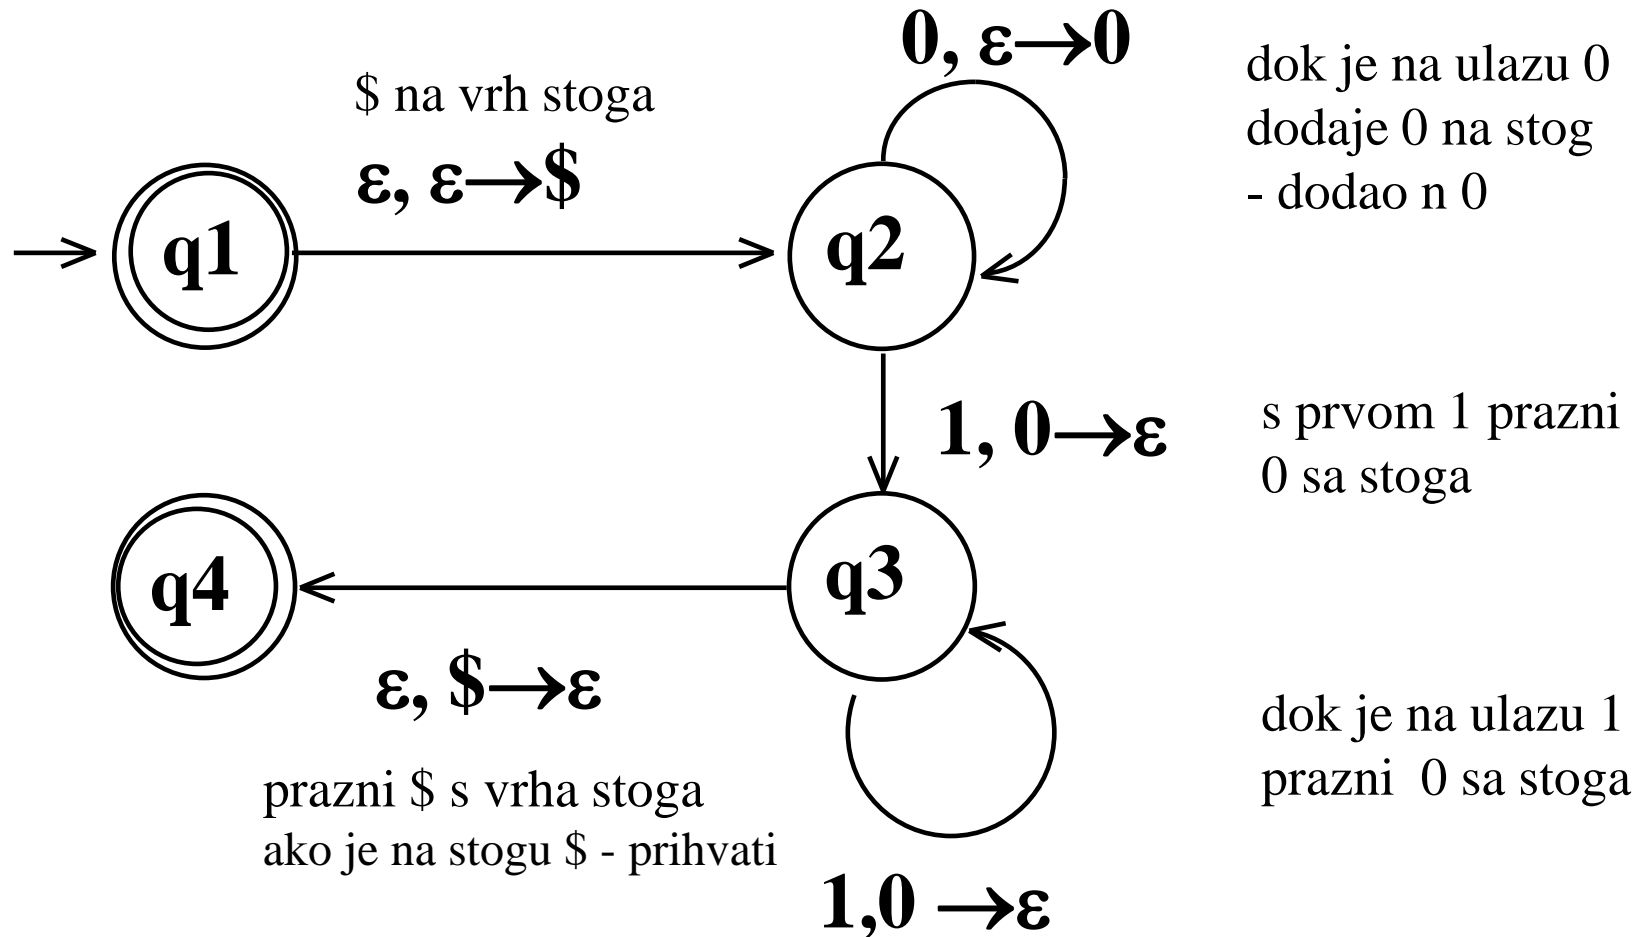 0, ε→0
$ na vrh stoga
ε, ε→$
dok je na ulazu 0
dodaje 0 na stog
- dodao n 0
q1
q2
1, 0→ε
s prvom 1 prazni
0 sa stoga
q4
q3
ε, $→ε
prazni $ s vrha stoga
ako je na stogu $ - prihvati
dok je na ulazu 1
prazni 0 sa stoga
1,0 →ε